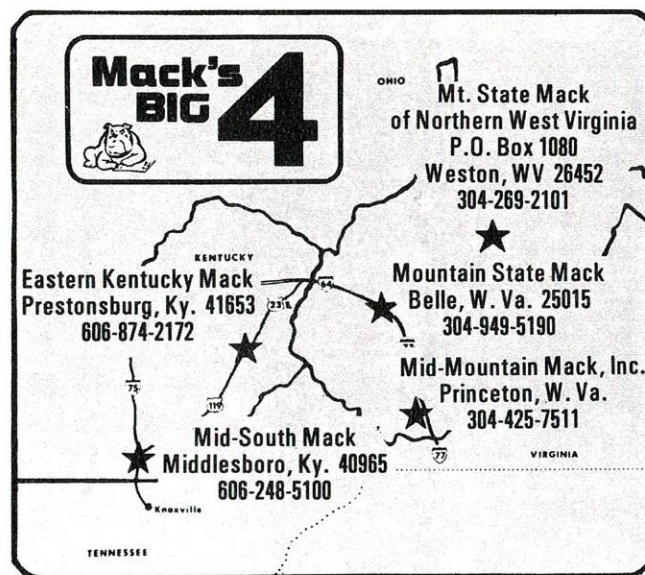 Mack's
BIG 4
OHIO
Mt. State Mack
of Northern West Virginia
P.O. Box 1080
Weston, WV 26452
304-269-2101
KENTUCKY
Eastern Kentucky Mack
Prestonsburg, Ky. 41653
606-874-2172
64
23
Mountain State Mack
Belle, W. Va. 25015
304-949-5190
75
119
Mid-Mountain Mack, Inc.
Princeton, W. Va.
304-425-7511
Mid-South Mack
Middlesboro, Ky. 40965
606-248-5100
77
VIRGINIA
Knoxville
TENNESSEE